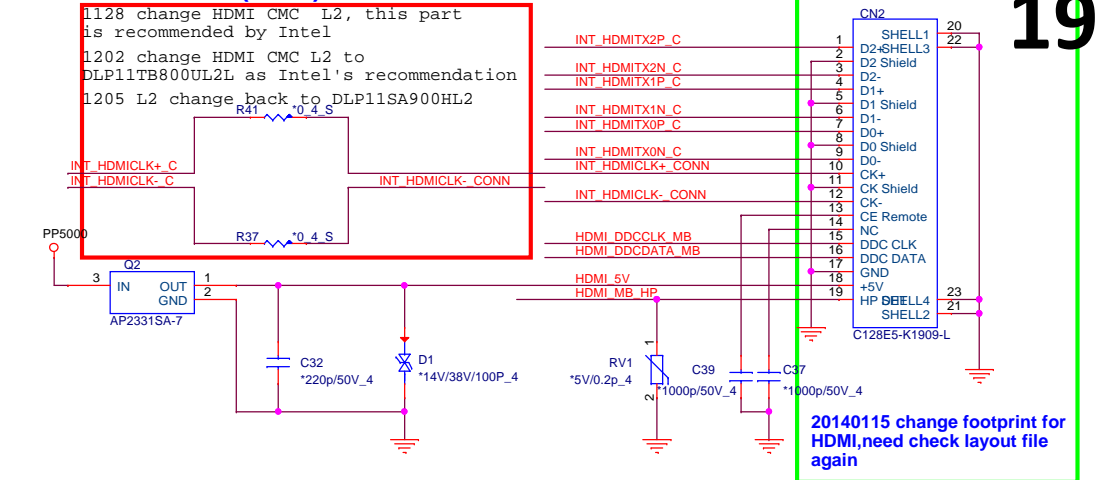 1128 change HDMI CMC L2, this part
is recommended by Intel
1202 change HDMI CMC L2 to
DLP11TB800UL2L as Intel's recommendation
1205 L2 change back to DLP11SA900HL2
R41 *0_4_S
INT_HDMICLK+_C
INT_HDMICLK-_C
INT_HDMICLK-_CONN
R37 *0_4_S
PP5000
Q2
3 IN OUT 1
GND 2
AP2331SA-7
C32
*220p/50V_4
D1
*14V/38V/100P_4
INT_HDMITX2P_C
INT_HDMITX2N_C
INT_HDMITX1P_C
INT_HDMITX1N_C
INT_HDMITX0P_C
INT_HDMITX0N_C
INT_HDMICLK+_CONN
INT_HDMICLK-_CONN
HDMI_DDCCLK_MB
HDMI_DDCDATA_MB
HDMI_5V
HDMI_MB_HP
1
RV1
*5V/0.2p_4
2
C39
*1000p/50V_4
C37
*1000p/50V_4
CN2
1 D2+ SHELL1 20
SHELL3 22
2 D2 Shield
3 D2-
4 D1+
5 D1 Shield
6 D1-
7 D0+
8 D0 Shield
9 D0-
10 CK+
11 CK Shield
12 CK-
13 CE Remote
14 NC
15 DDC CLK
16 DDC DATA
17 GND
18 +5V
19 HP DET SHELL4 23
SHELL2 21
C128E5-K1909-L
19
20140115 change footprint for
HDMI,need check layout file
again